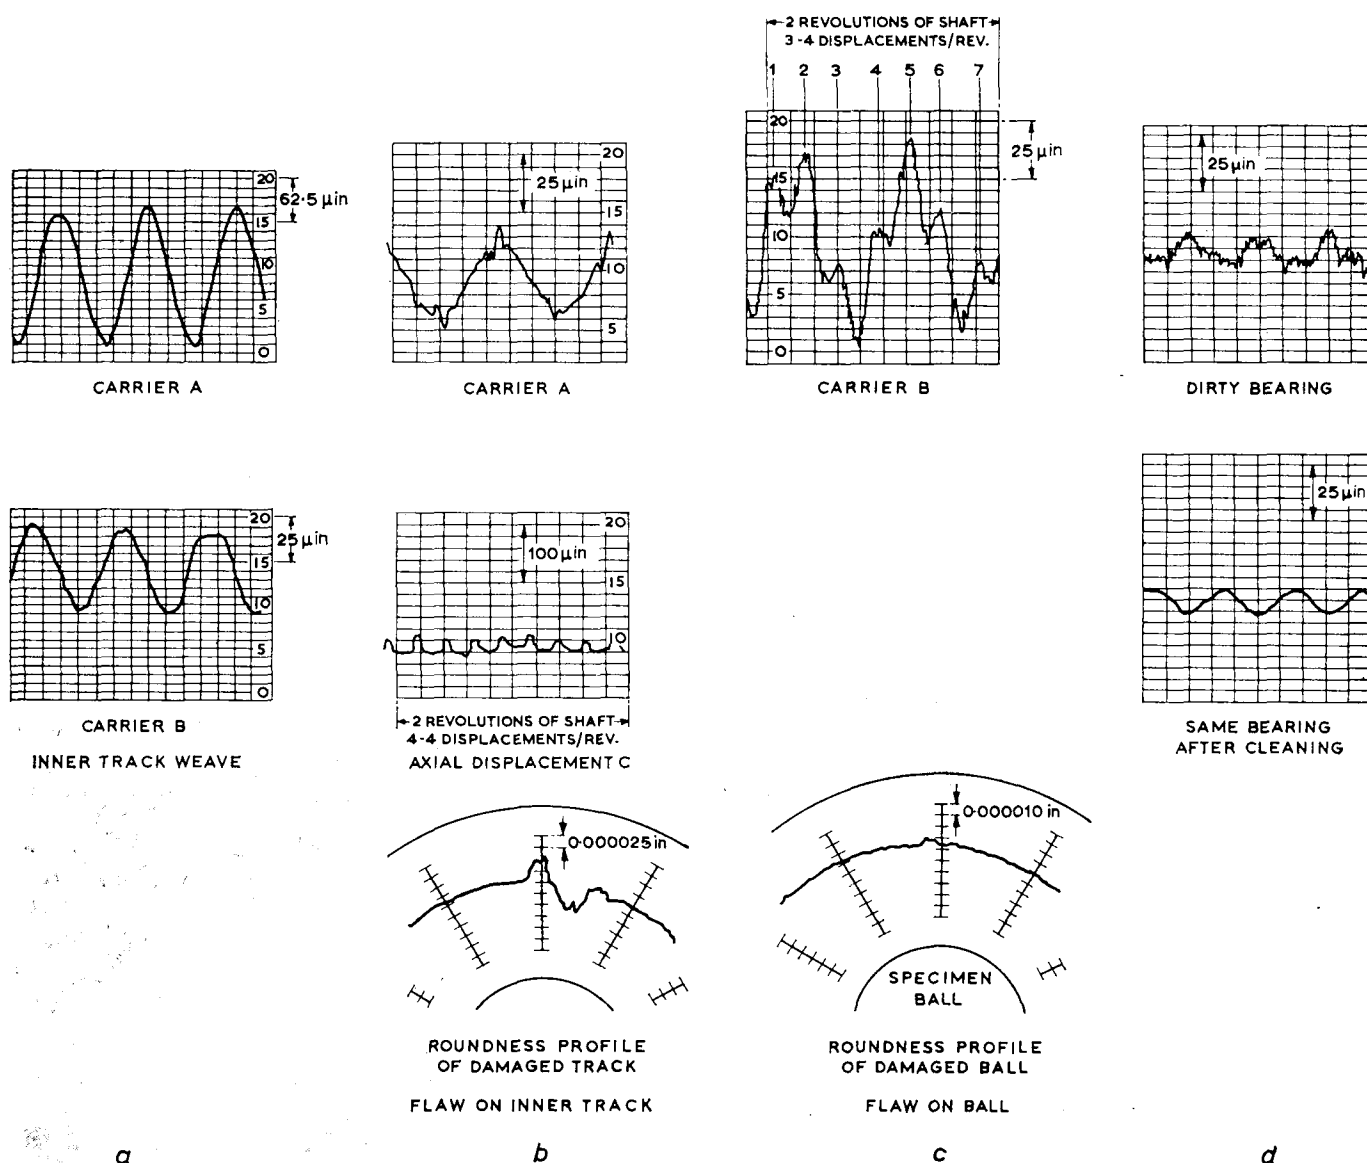 20
62·5 µin
15
10
5
0
CARRIER A
20
25 µin
15
10
5
0
CARRIER B
INNER TRACK WEAVE
a
20
25 µin
15
10
5
CARRIER A
20
100 µin
15
10
2 REVOLUTIONS OF SHAFT
4-4 DISPLACEMENTS/REV.
AXIAL DISPLACEMENT C
0·000025 in
ROUNDNESS PROFILE
OF DAMAGED TRACK
FLAW ON INNER TRACK
b
2 REVOLUTIONS OF SHAFT
3-4 DISPLACEMENTS/REV.
1 2 3 4 5 6 7
20
25 µin
15
10
5
0
CARRIER B
0·000010 in
SPECIMEN
BALL
ROUNDNESS PROFILE
OF DAMAGED BALL
FLAW ON BALL
c
25 µin
DIRTY BEARING
25 µin
SAME BEARING
AFTER CLEANING
d